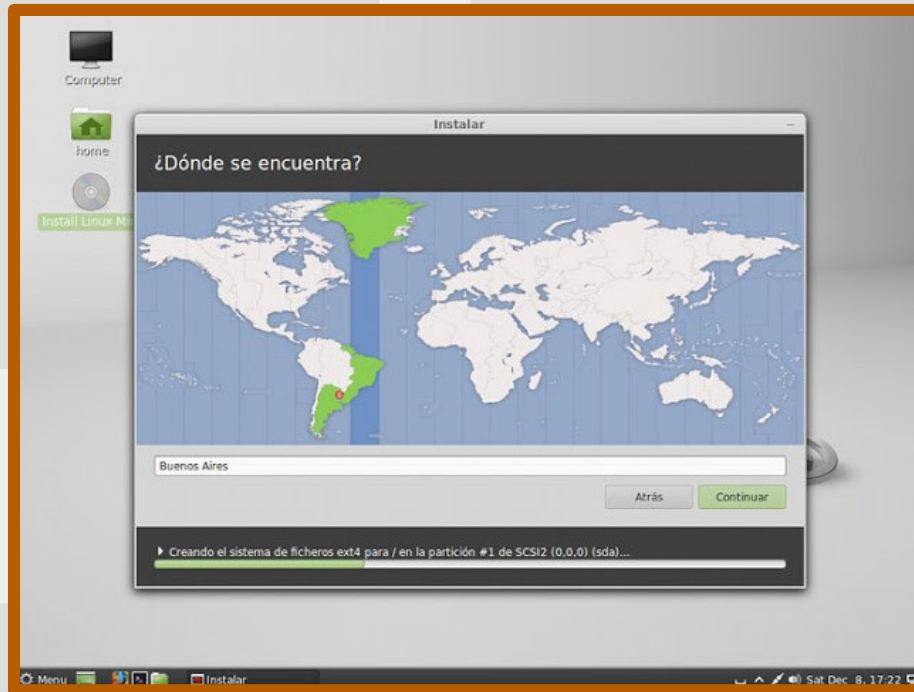 Computer
home
Install Linux M
Instalar
¿Dónde se encuentra?
Buenos Aires
Atrás
Continuar
Creando el sistema de ficheros ext4 para / en la partición #1 de SCSI2 (0,0,0) (sda)...
Menu
Instalar
Sat Dec 8, 17:22